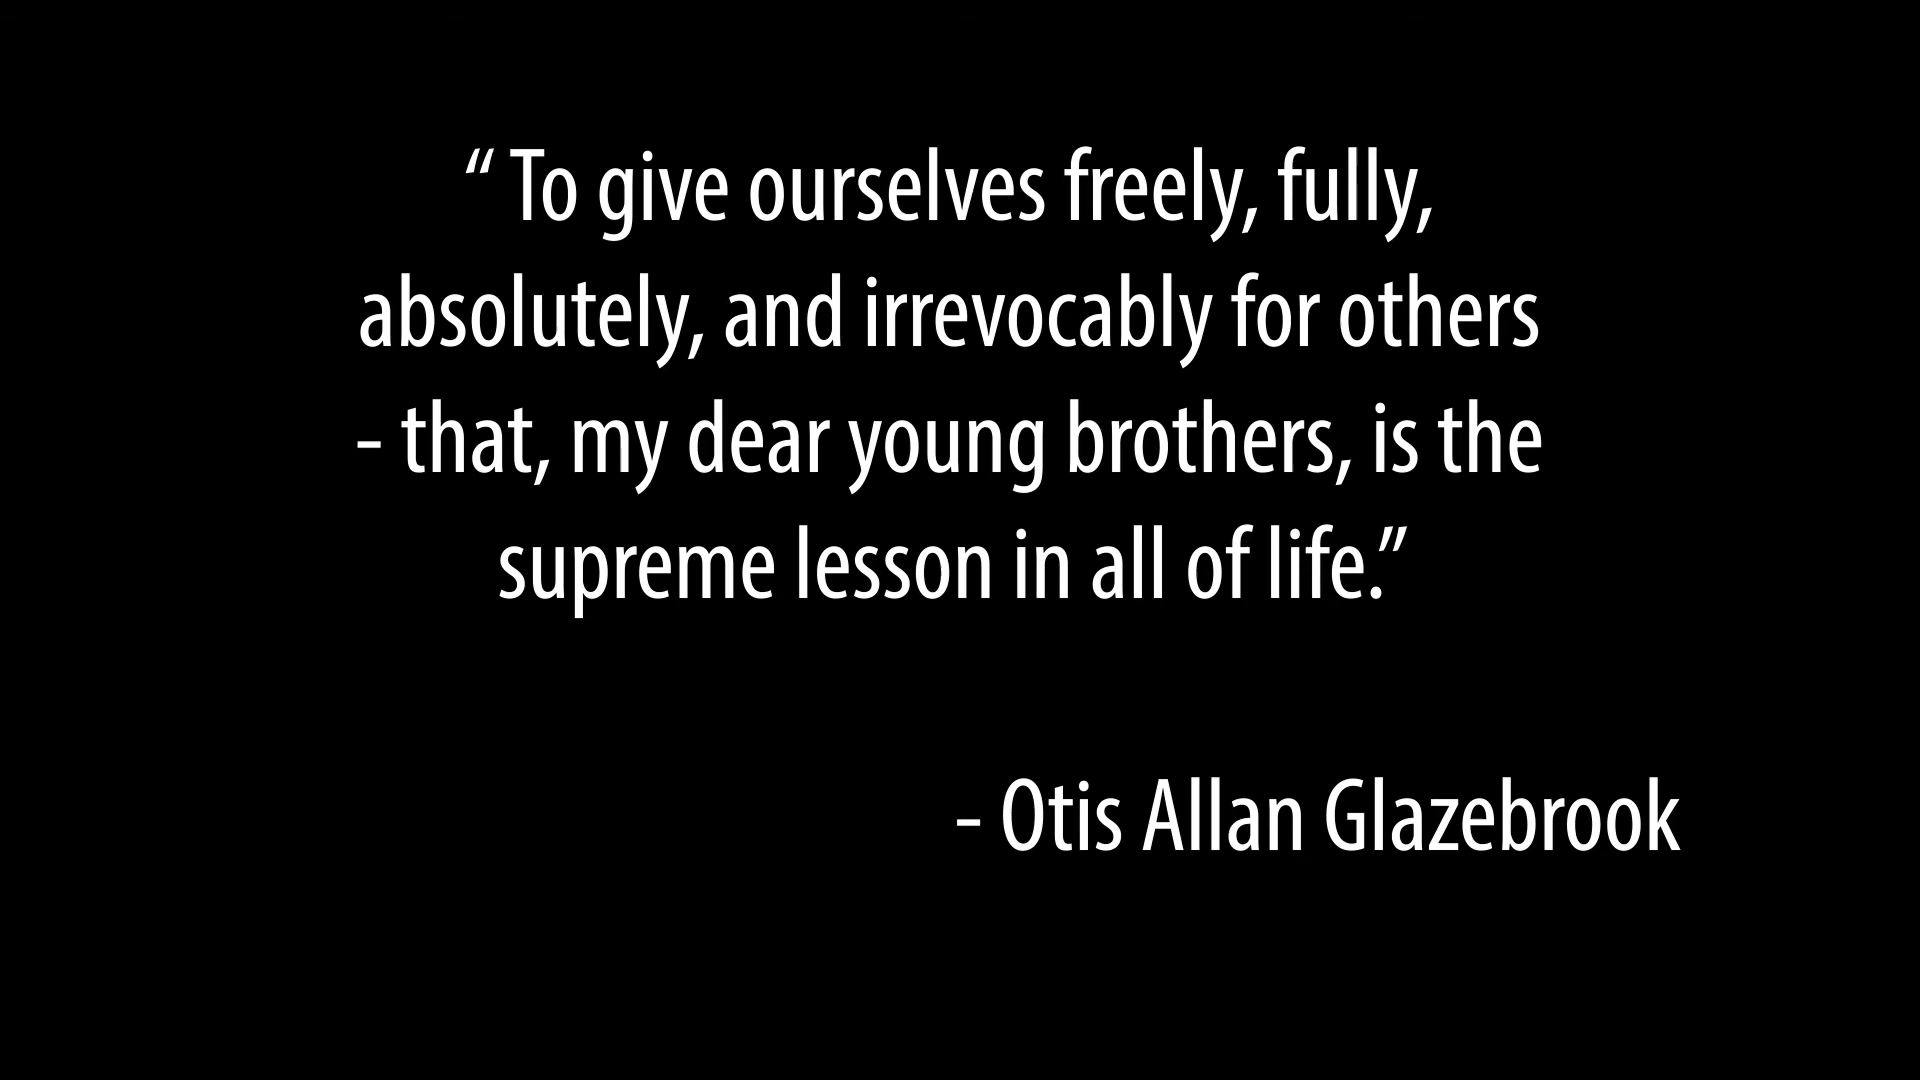 “ To give ourselves freely, fully,
absolutely, and irrevocably for others
- that, my dear young brothers, is the
supreme lesson in all of life.”
- Otis Allan Glazebrook